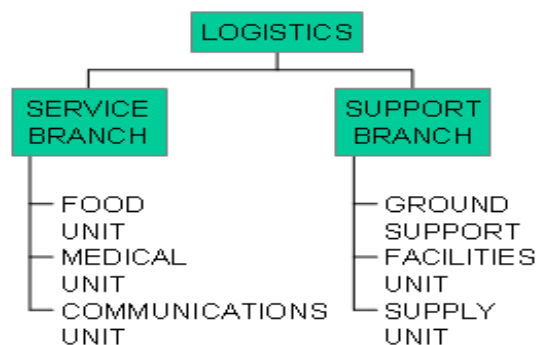 LOGISTICS
SERVICE
BRANCH
SUPPORT
BRANCH
FOOD
UNIT
MEDICAL
UNIT
COMMUNICATIONS
UNIT
GROUND
SUPPORT
FACILITIES
UNIT
SUPPLY
UNIT